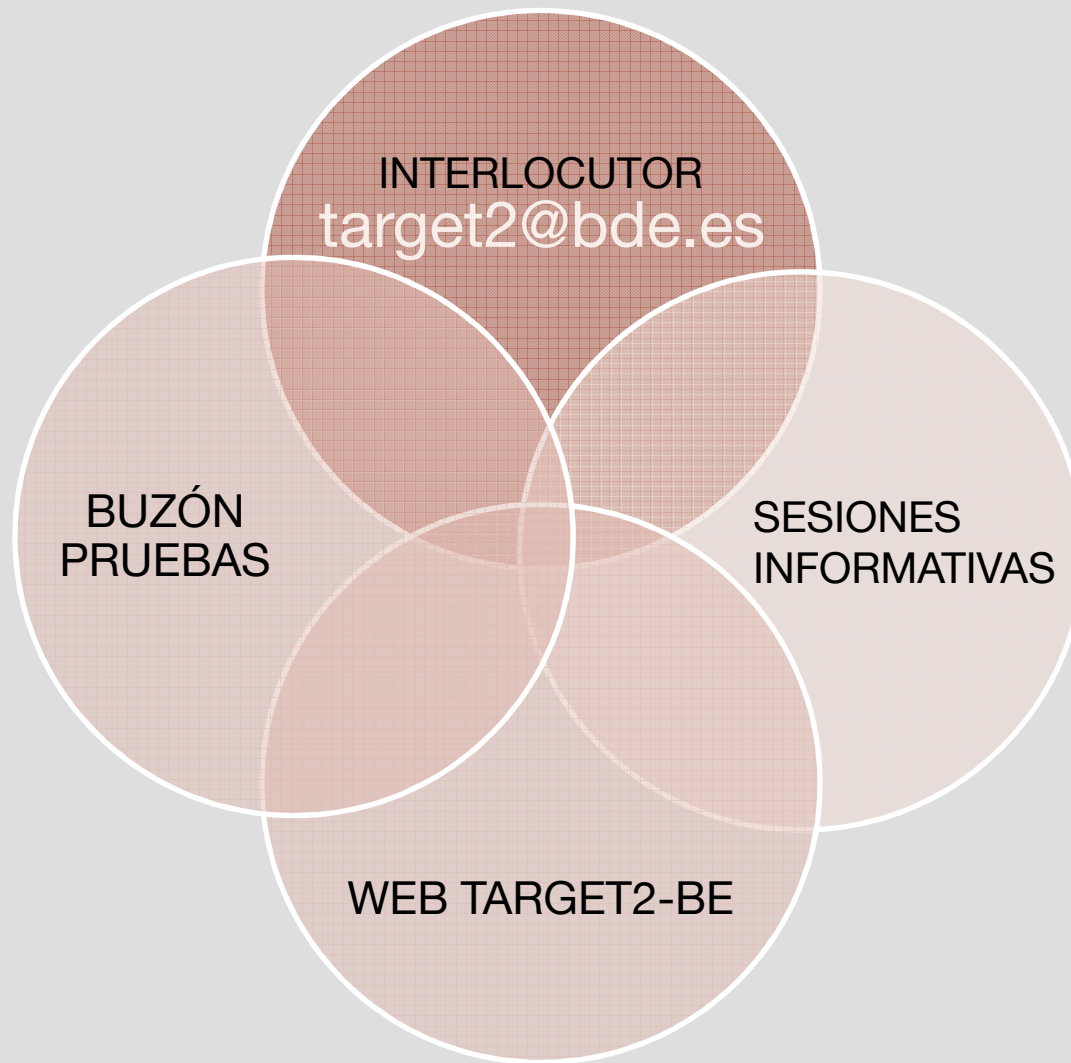 INTERLOCUTOR
target2@bde.es
BUZÓN
PRUEBAS
SESIONES
INFORMATIVAS
WEB TARGET2-BE